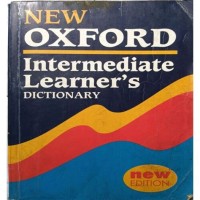 NEW
OXFORD
Intermediate
Learner's
DICTIONARY
new
EDITION